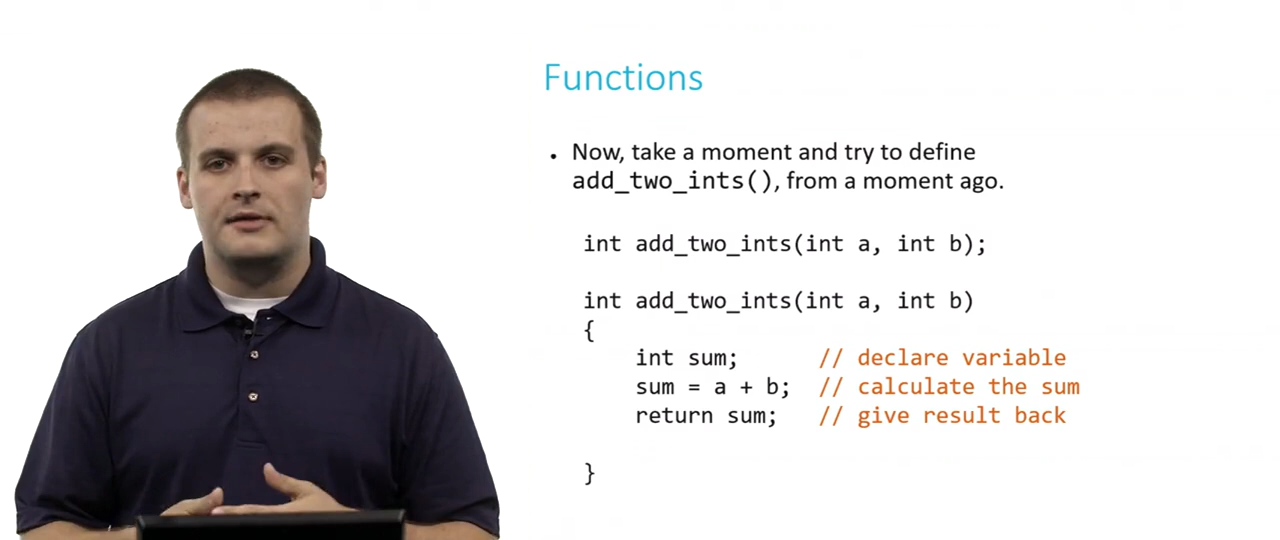 Functions
• Now, take a moment and try to define
add_two_ints(), from a moment ago.
int add_two_ints(int a, int b);
int add_two_ints(int a, int b)
{
    int sum;      // declare variable
    sum = a + b;  // calculate the sum
    return sum;   // give result back
}